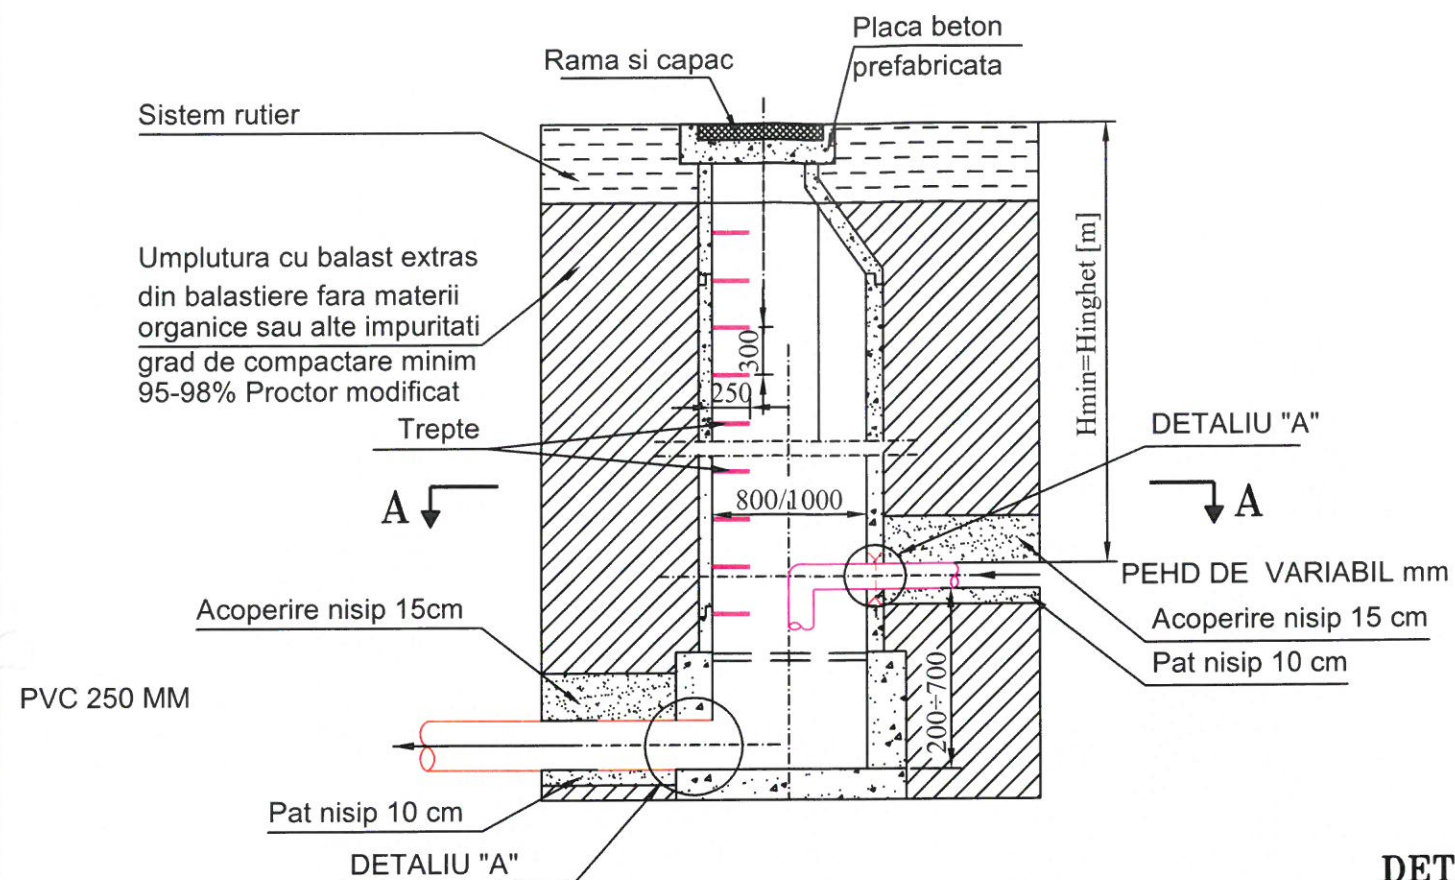 Placa beton
prefabricata
Rama si capac
Sistem rutier
Umplutura cu balast extras
din balastiere fara materii
organice sau alte impuritati
grad de compactare minim
95-98% Proctor modificat
Trepte
300
250
Hmin=Hinghet [m]
DETALIU "A"
A
800/1000
A
PEHD DE VARIABIL mm
Acoperire nisip 15cm
Acoperire nisip 15 cm
Pat nisip 10 cm
PVC 250 MM
200÷700
Pat nisip 10 cm
DETALIU "A"
DET